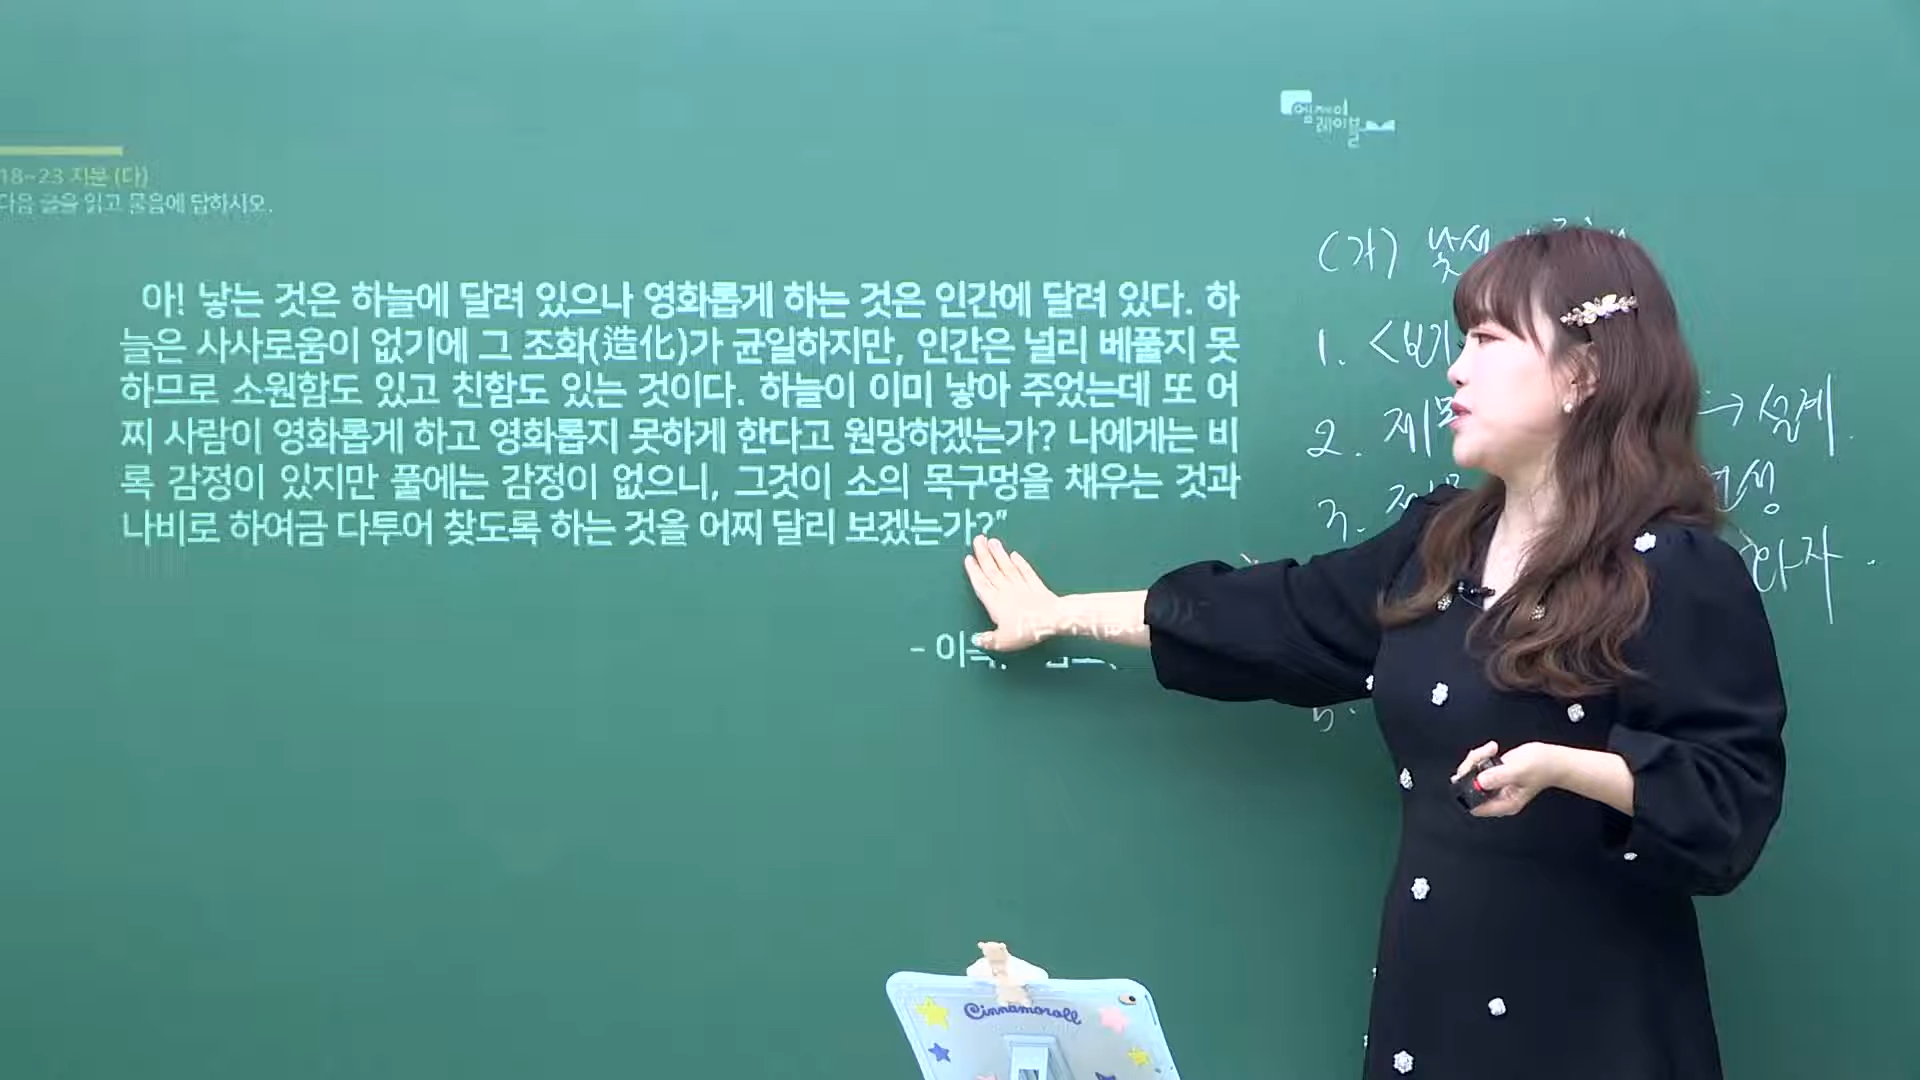 엠제이
레이블
18~23 지문 (다)
다음 글을 읽고 물음에 답하시오.
아! 낳는 것은 하늘에 달려 있으나 영화롭게 하는 것은 인간에 달려 있다. 하
늘은 사사로움이 없기에 그 조화(造化)가 균일하지만, 인간은 널리 베풀지 못
하므로 소원함도 있고 친함도 있는 것이다. 하늘이 이미 낳아 주었는데 또 어
찌 사람이 영화롭게 하고 영화롭지 못하게 한다고 원망하겠는가? 나에게는 비
록 감정이 있지만 풀에는 감정이 없으니, 그것이 소의 목구멍을 채우는 것과
나비로 하여금 다투어 찾도록 하는 것을 어찌 달리 보겠는가?”
(가)
1.
2. → 설계.
3.
하자.
5.
Cinnamoroll